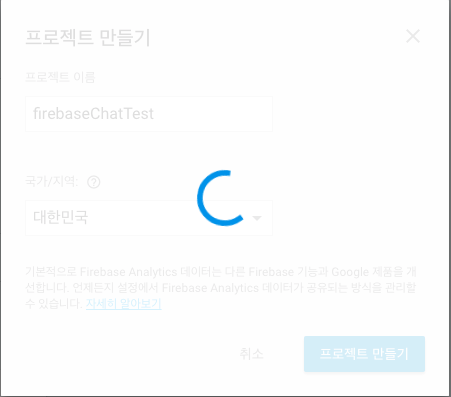 프로젝트 만들기
프로젝트 이름
firebaseChatTest
국가/지역:
대한민국
기본적으로 Firebase Analytics 데이터는 다른 Firebase 기능과 Google 제품을 개
선합니다. 언제든지 설정에서 Firebase Analytics 데이터가 공유되는 방식을 관리할
수 있습니다. 자세히 알아보기
취소
프로젝트 만들기